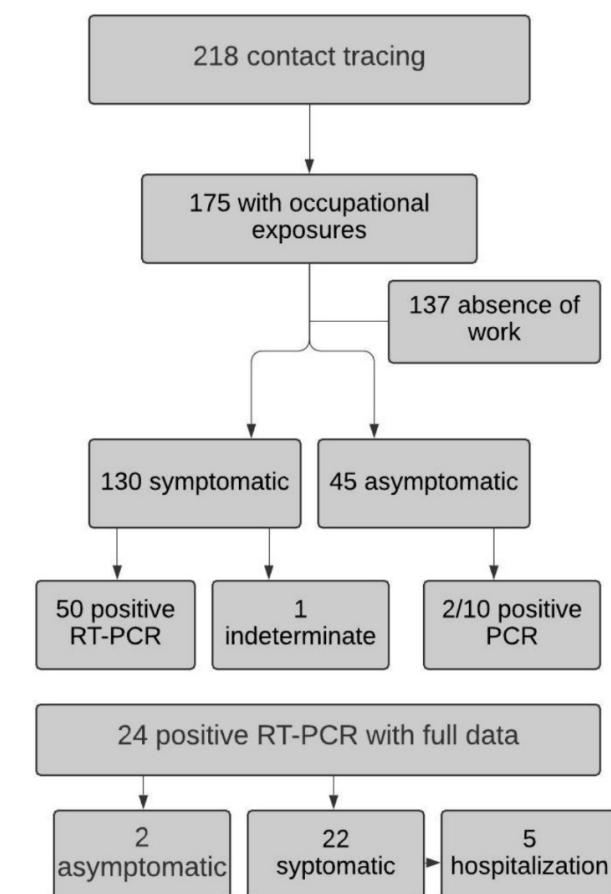 218 contact tracing
175 with occupational
exposures
137 absence of
work
130 symptomatic
45 asymptomatic
50 positive
RT-PCR
1
indeterminate
2/10 positive
PCR
24 positive RT-PCR with full data
2
asymptomatic
22
syptomatic
5
hospitalization